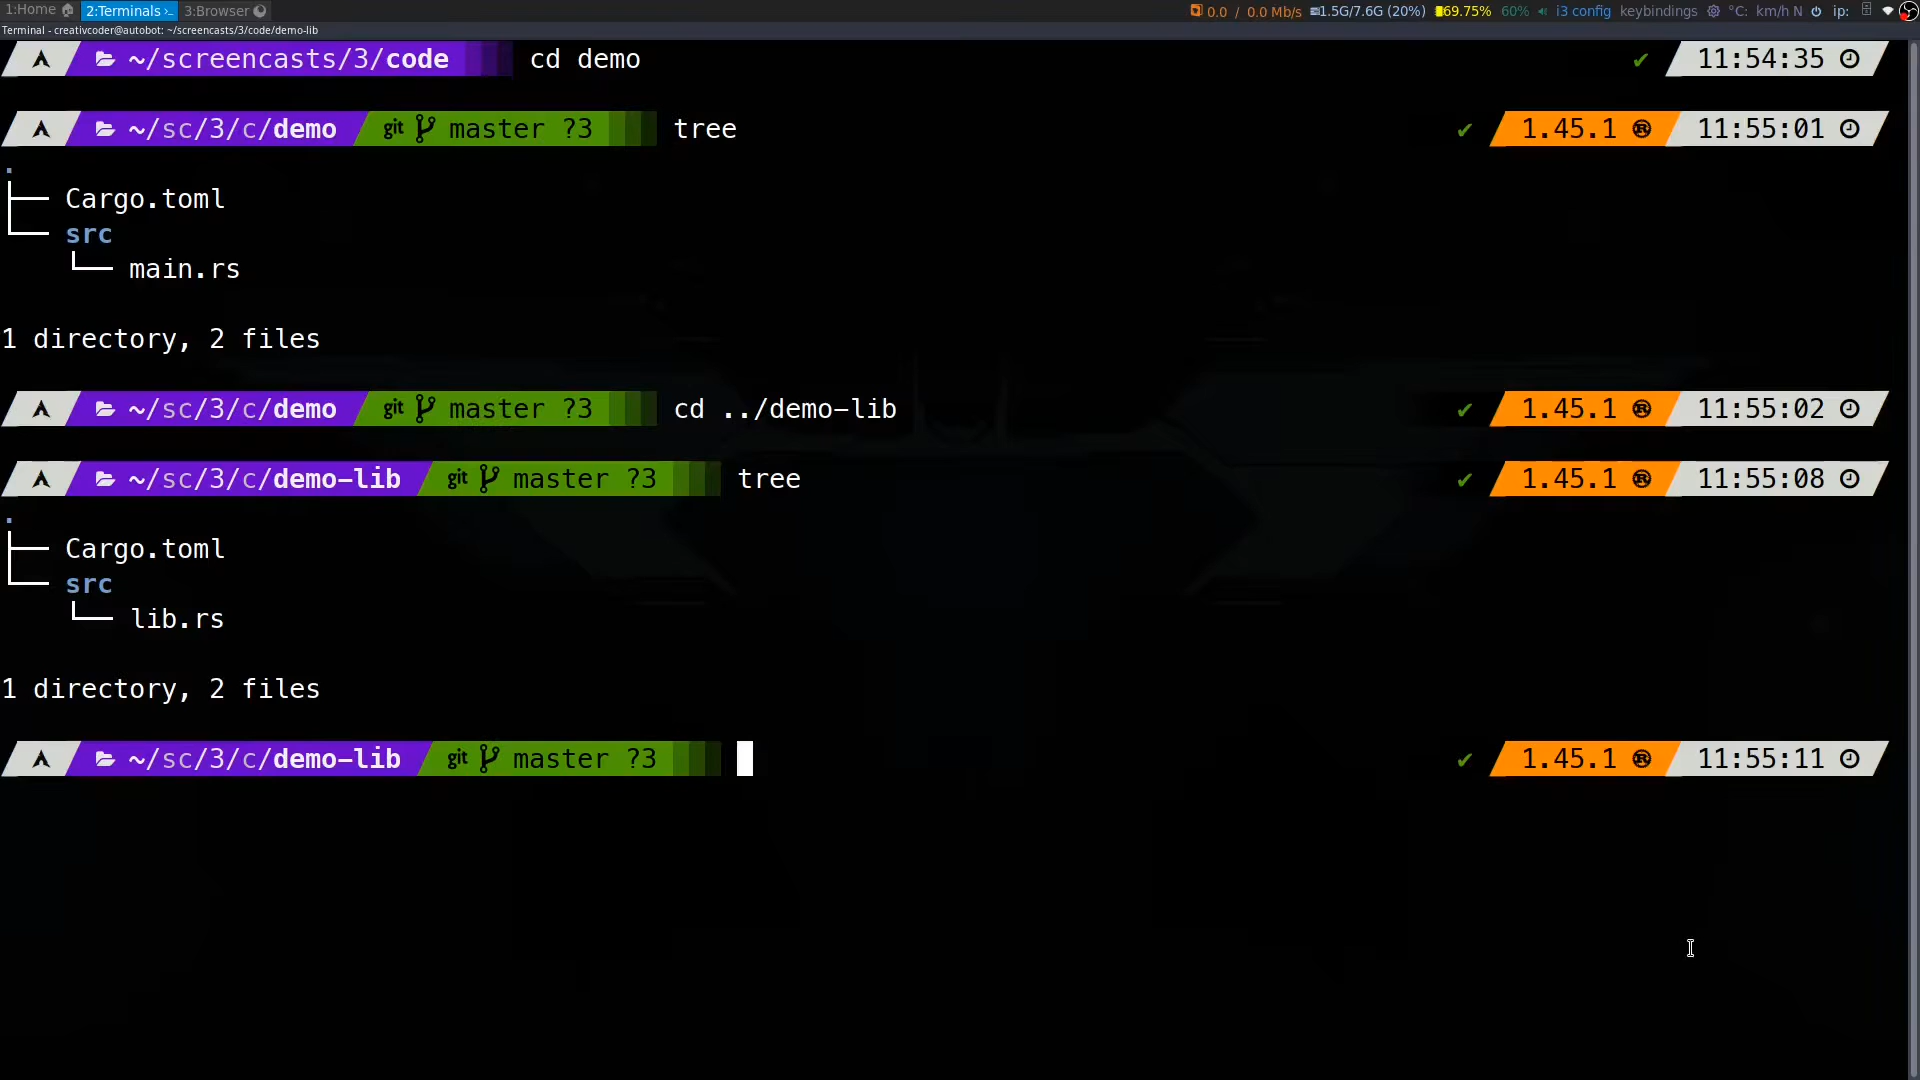 1:Home 2:Terminals 3:Browser 0.0 / 0.0 Mb/s 1.5G/7.6G (20%) 69.75% 60% i3 config keybindings °C: km/h N ip:
Terminal - creativcoder@autobot: ~/screencasts/3/code/demo-lib
~/screencasts/3/code cd demo ✔ 11:54:35
~/sc/3/c/demo git master ?3 tree ✔ 1.45.1 11:55:01
.
├── Cargo.toml
└── src
    └── main.rs
1 directory, 2 files
~/sc/3/c/demo git master ?3 cd ../demo-lib ✔ 1.45.1 11:55:02
~/sc/3/c/demo-lib git master ?3 tree ✔ 1.45.1 11:55:08
.
├── Cargo.toml
└── src
    └── lib.rs
1 directory, 2 files
~/sc/3/c/demo-lib git master ?3 ✔ 1.45.1 11:55:11